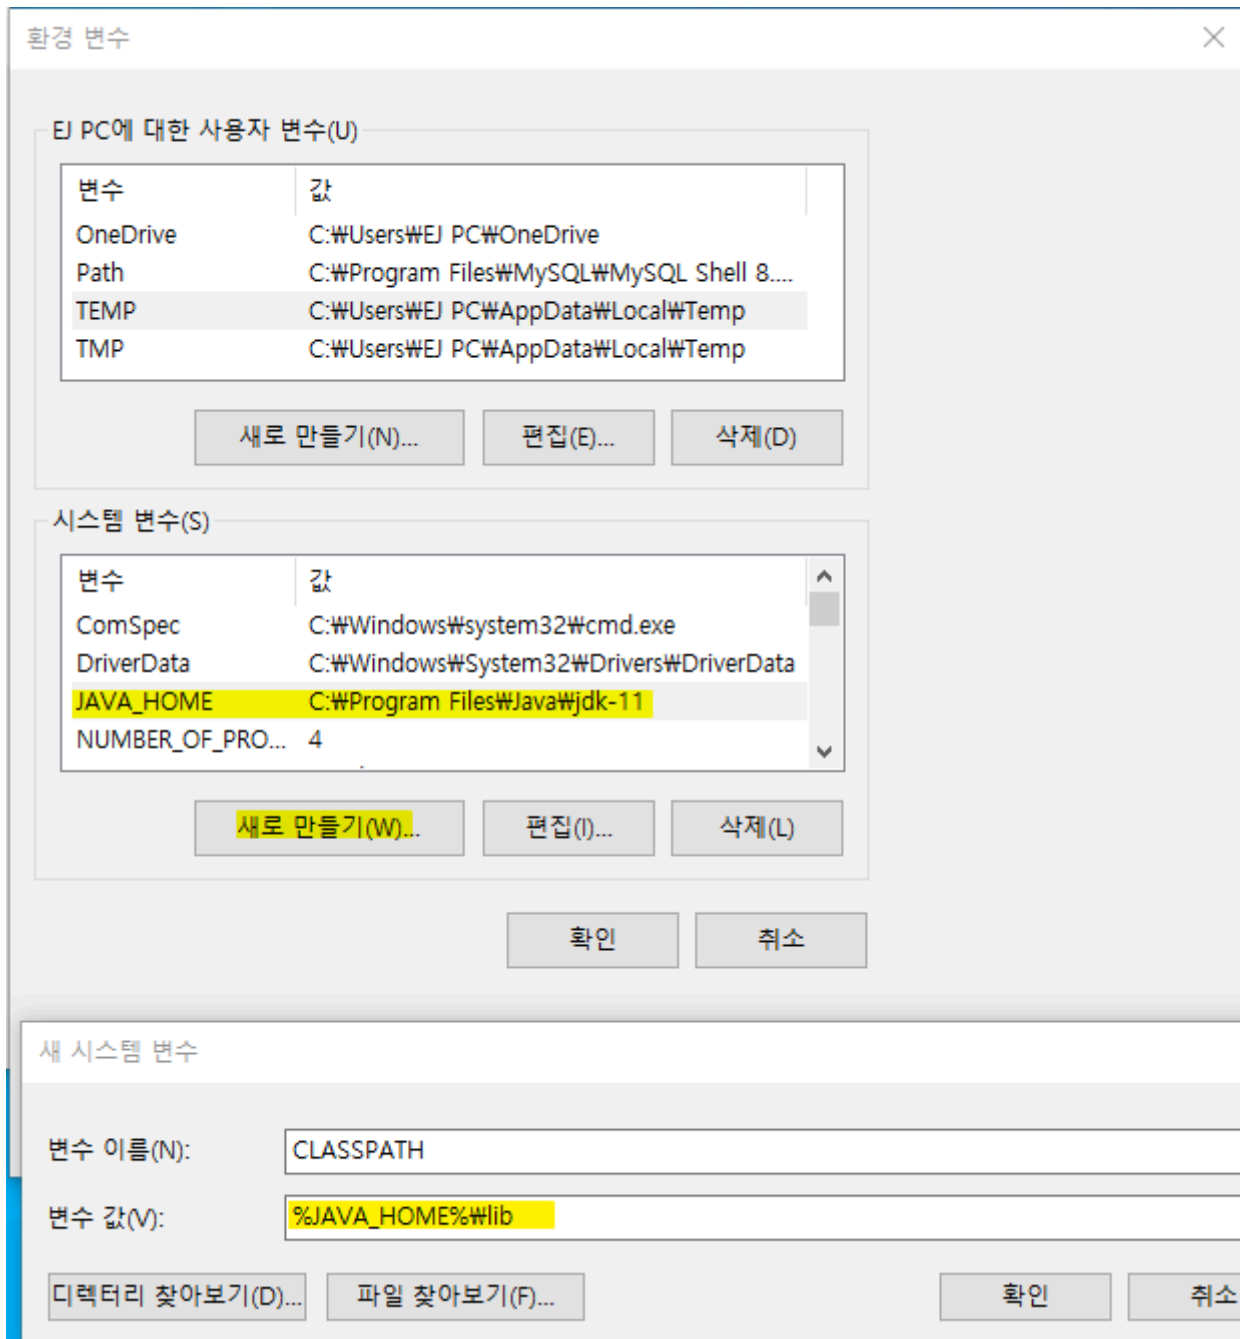 환경 변수
EJ PC에 대한 사용자 변수(U)
변수 값
OneDrive C:₩Users₩EJ PC₩OneDrive
Path C:₩Program Files₩MySQL₩MySQL Shell 8....
TEMP C:₩Users₩EJ PC₩AppData₩Local₩Temp
TMP C:₩Users₩EJ PC₩AppData₩Local₩Temp
새로 만들기(N)... 편집(E)... 삭제(D)
시스템 변수(S)
변수 값
ComSpec C:₩Windows₩system32₩cmd.exe
DriverData C:₩Windows₩System32₩Drivers₩DriverData
JAVA_HOME C:₩Program Files₩Java₩jdk-11
NUMBER_OF_PRO... 4
새로 만들기(W)... 편집(I)... 삭제(L)
확인 취소
새 시스템 변수
변수 이름(N): CLASSPATH
변수 값(V): %JAVA_HOME%₩lib
디렉터리 찾아보기(D)... 파일 찾아보기(F)... 확인 취소